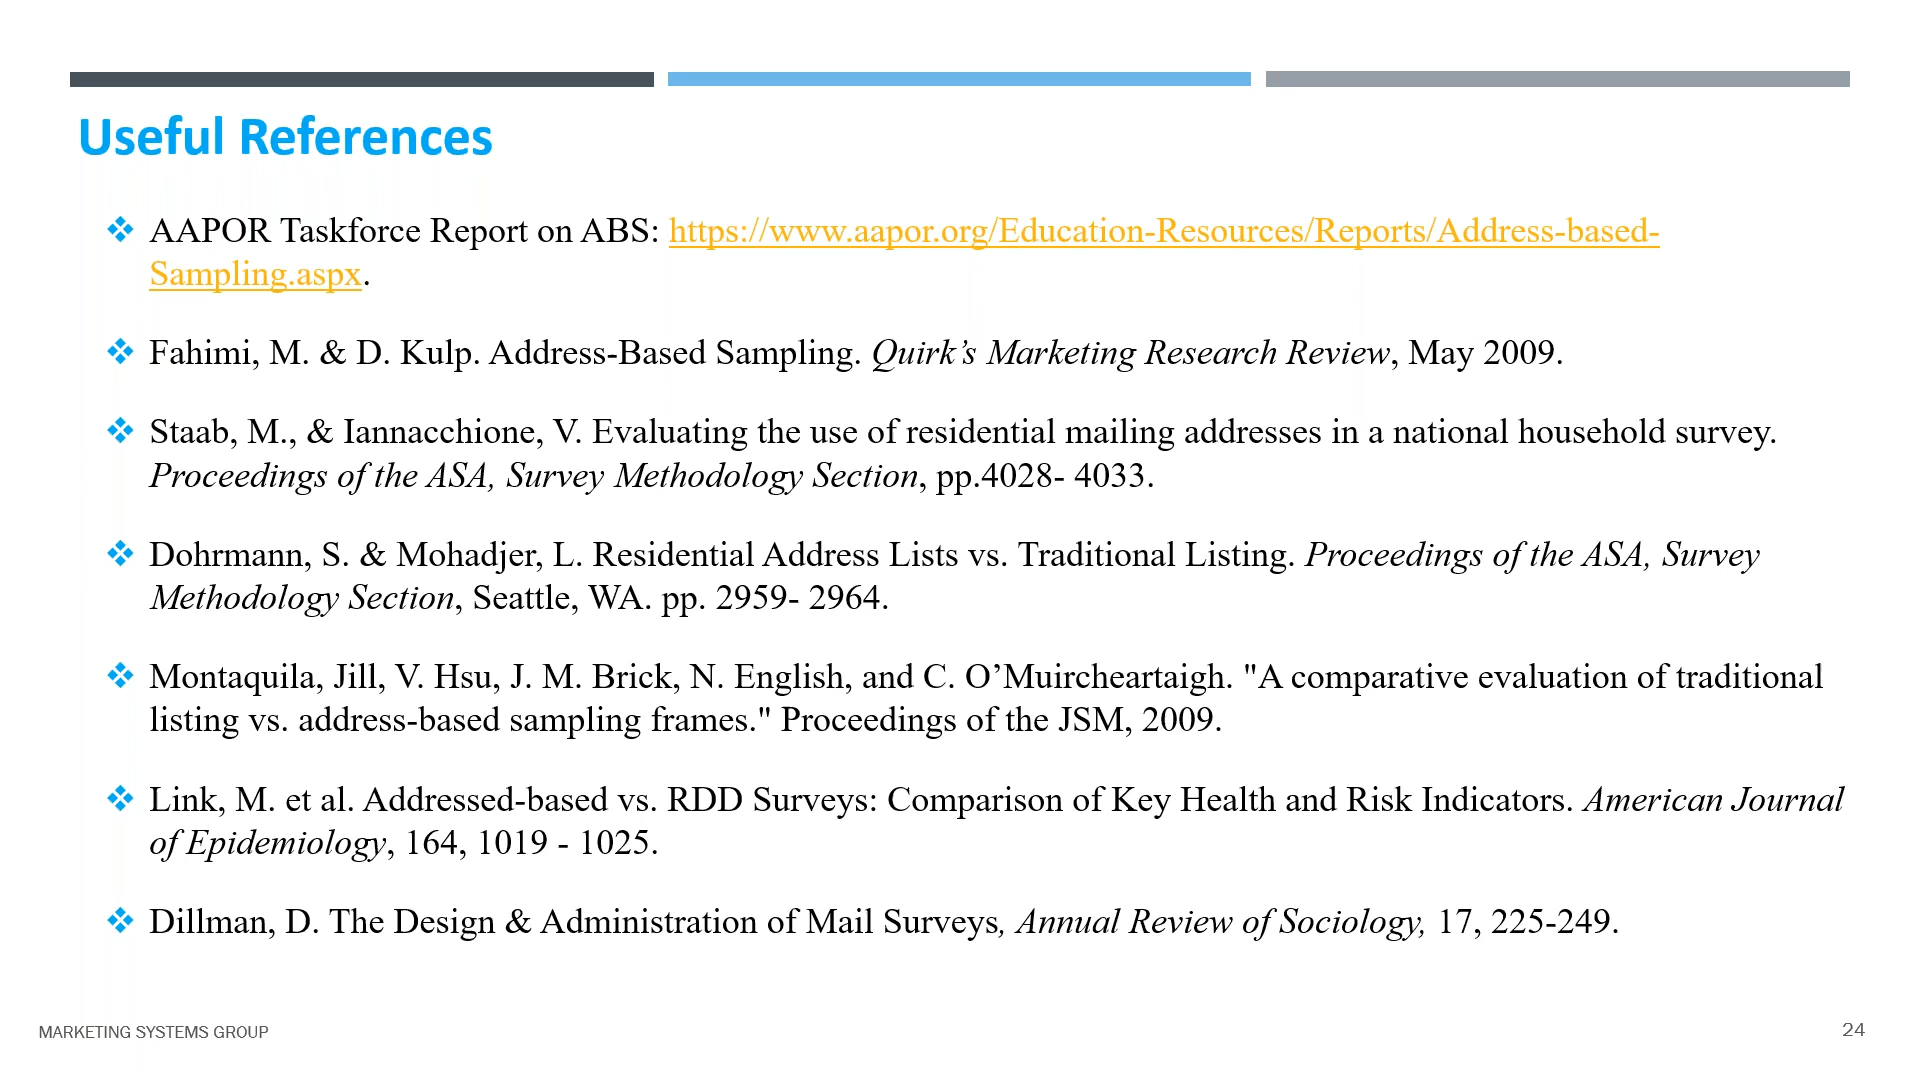 Useful References
❖ AAPOR Taskforce Report on ABS: https://www.aapor.org/Education-Resources/Reports/Address-based-
Sampling.aspx.
❖ Fahimi, M. & D. Kulp. Address-Based Sampling. Quirk’s Marketing Research Review, May 2009.
❖ Staab, M., & Iannacchione, V. Evaluating the use of residential mailing addresses in a national household survey.
Proceedings of the ASA, Survey Methodology Section, pp.4028- 4033.
❖ Dohrmann, S. & Mohadjer, L. Residential Address Lists vs. Traditional Listing. Proceedings of the ASA, Survey
Methodology Section, Seattle, WA. pp. 2959- 2964.
❖ Montaquila, Jill, V. Hsu, J. M. Brick, N. English, and C. O’Muircheartaigh. "A comparative evaluation of traditional
listing vs. address-based sampling frames." Proceedings of the JSM, 2009.
❖ Link, M. et al. Addressed-based vs. RDD Surveys: Comparison of Key Health and Risk Indicators. American Journal
of Epidemiology, 164, 1019 - 1025.
❖ Dillman, D. The Design & Administration of Mail Surveys, Annual Review of Sociology, 17, 225-249.
MARKETING SYSTEMS GROUP
24